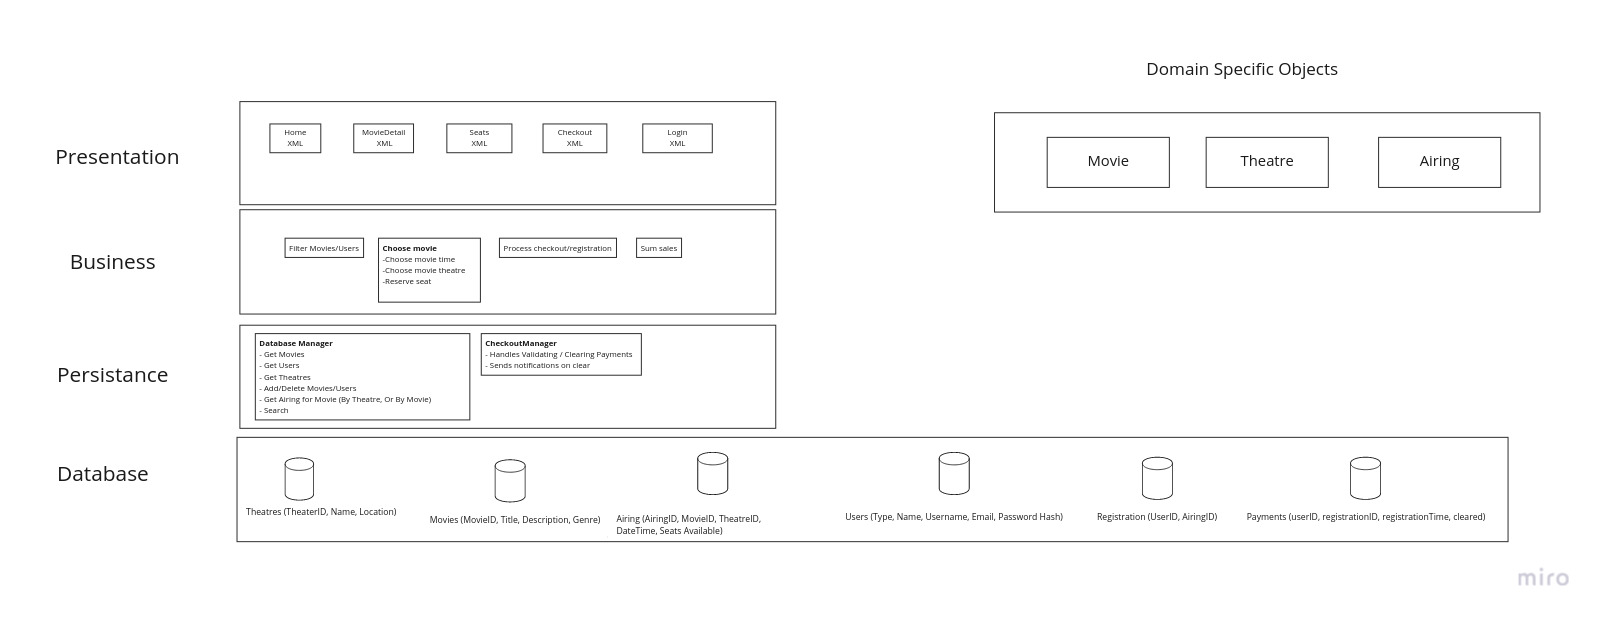 Domain Specific Objects
Presentation
Home
XML
MovieDetail
XML
Seats
XML
Checkout
XML
Login
XML
Movie
Theatre
Airing
Business
Filter Movies/Users
Choose movie
-Choose movie time
-Choose movie theatre
-Reserve seat
Process checkout/registration
Sum sales
Persistance
Database Manager
- Get Movies
- Get Users
- Get Theatres
- Add/Delete Movies/Users
- Get Airing for Movie (By Theatre, Or By Movie)
- Search
CheckoutManager
- Handles Validating / Clearing Payments
- Sends notifications on clear
Database
Theatres (TheaterID, Name, Location)
Movies (MovieID, Title, Description, Genre)
Airing (AiringID, MovieID, TheatreID,
DateTime, Seats Available)
Users (Type, Name, Username, Email, Password Hash)
Registration (UserID, AiringID)
Payments (userID, registrationID, registrationTime, cleared)
miro